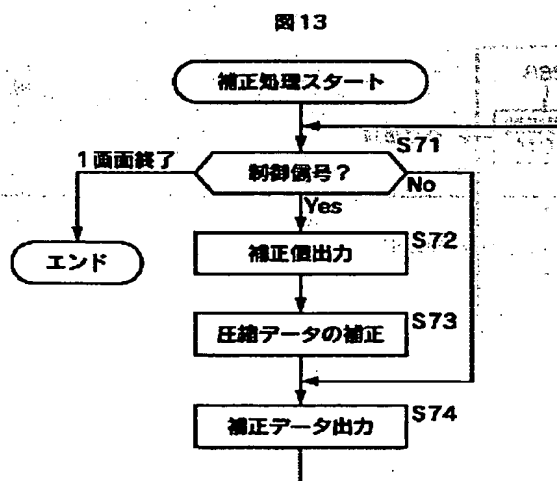 図13
補正処理スタート
S71
1画面終了
制御信号?
No
Yes
エンド
補正値出力
S72
圧縮データの補正
S73
補正データ出力
S74